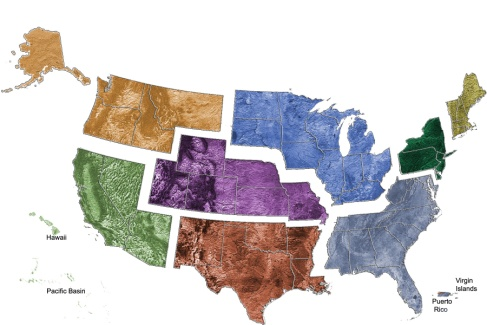 Hawaii
Pacific Basin
Virgin
Islands
Puerto
Rico